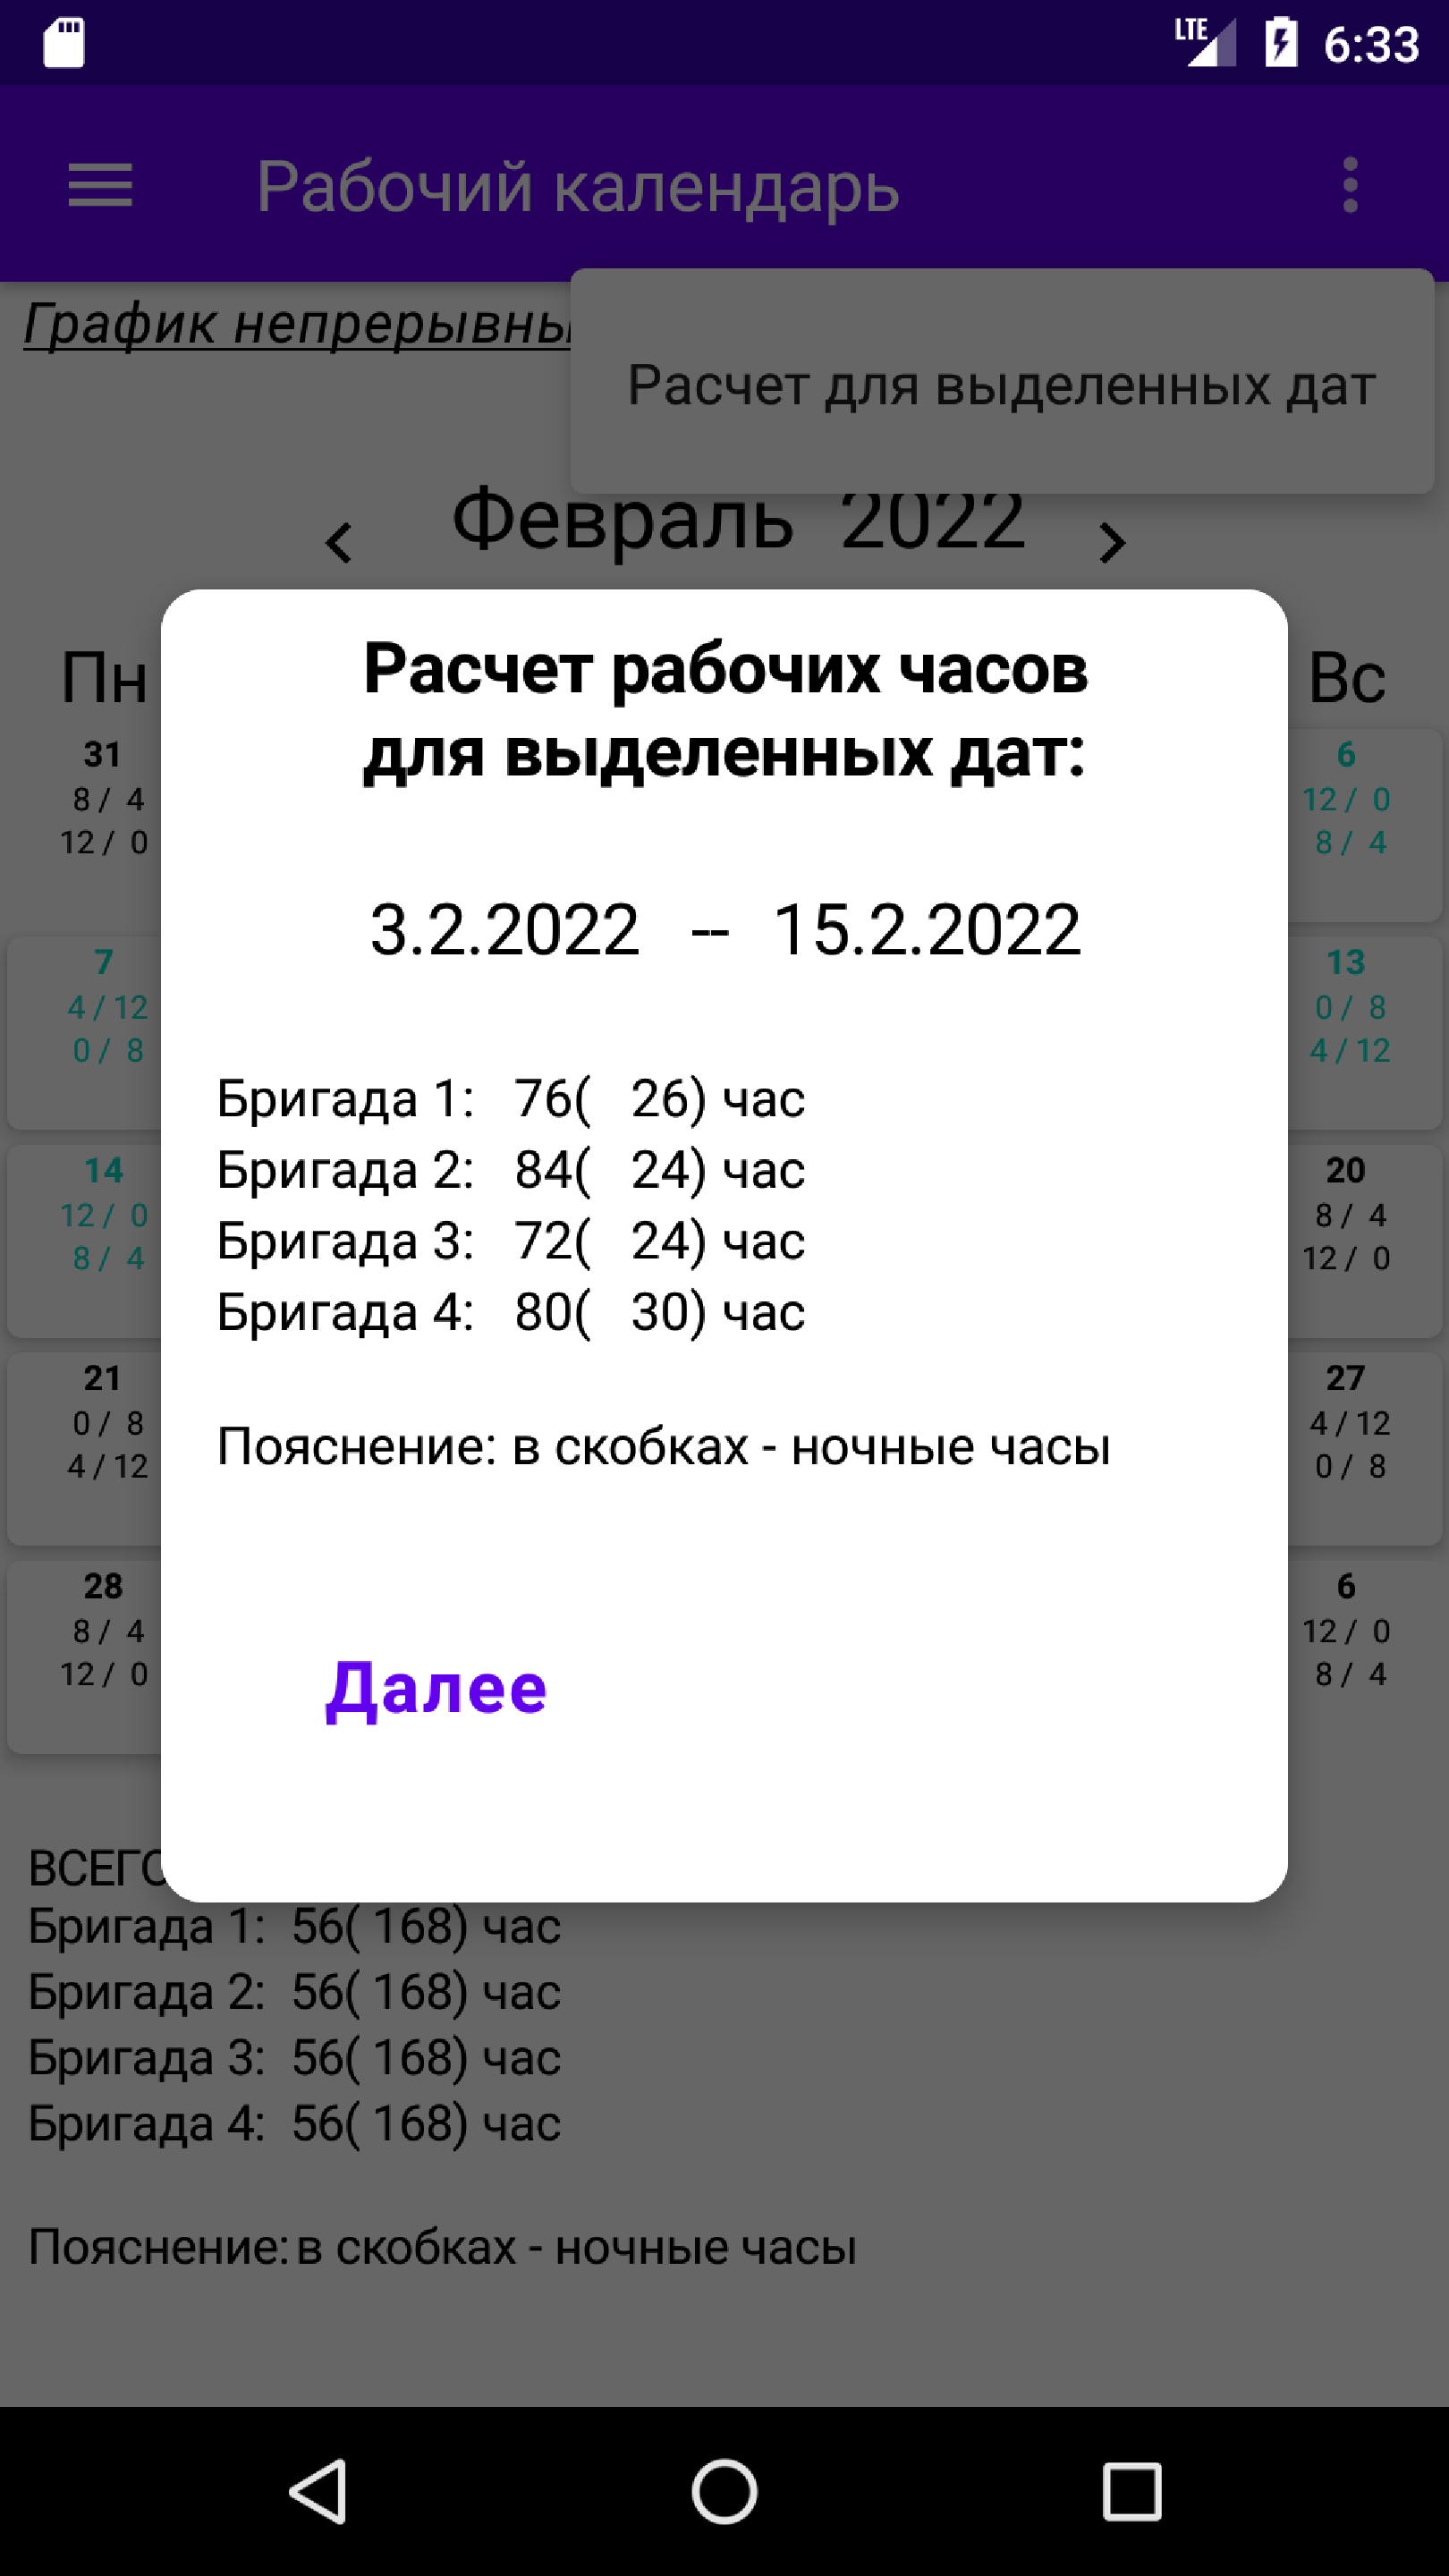 LTE 6:33
Рабочий календарь
График непрерывны
Расчет для выделенных дат
Февраль 2022
Пн Вс
Расчет рабочих часов
для выделенных дат:
3.2.2022 -- 15.2.2022
Бригада 1: 76( 26) час
Бригада 2: 84( 24) час
Бригада 3: 72( 24) час
Бригада 4: 80( 30) час
Пояснение: в скобках - ночные часы
Далее
31
8 / 4
12 / 0
6
12 / 0
8 / 4
7
4 / 12
0 / 8
13
0 / 8
4 / 12
14
12 / 0
8 / 4
20
8 / 4
12 / 0
21
0 / 8
4 / 12
27
4 / 12
0 / 8
28
8 / 4
12 / 0
6
12 / 0
8 / 4
ВСЕГО
Бригада 1: 56( 168) час
Бригада 2: 56( 168) час
Бригада 3: 56( 168) час
Бригада 4: 56( 168) час
Пояснение: в скобках - ночные часы